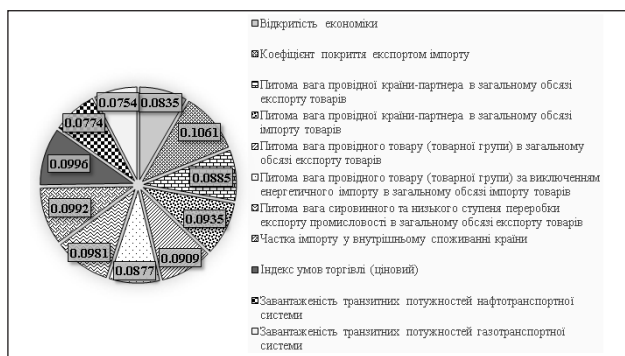 0.0754
0.0835
0.0774
0.1061
0.0996
0.0885
0.0992
0.0935
0.0981
0.0877
0.0909
Відкритість економіки
Коефіцієнт покриття експортом імпорту
Питома вага провідної країни-партнера в загальному обсязі
експорту товарів
Питома вага провідної країни-партнера в загальному обсязі
імпорту товарів
Питома вага провідного товару (товарної групи) в загальному
обсязі експорту товарів
Питома вага провідного товару (товарної групи) за виключенням
енергетичного імпорту в загальному обсязі імпорту товарів
Питома вага сировинного та низького ступеня переробки
експорту промисловості в загальному обсязі експорту товарів
Частка імпорту у внутрішньому споживанні країни
Індекс умов торгівлі (ціновий)
Завантаженість транзитних потужностей нафтотранспортної
системи
Завантаженість транзитних потужностей газотранспортної
системи